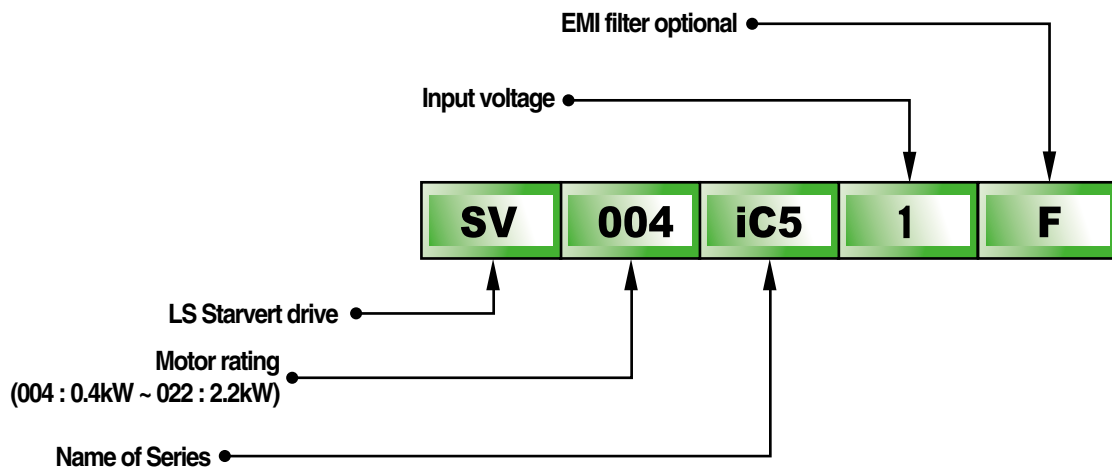 EMI filter optional
Input voltage
SV 004 iC5 1 F
LS Starvert drive
Motor rating
(004 : 0.4kW ~ 022 : 2.2kW)
Name of Series